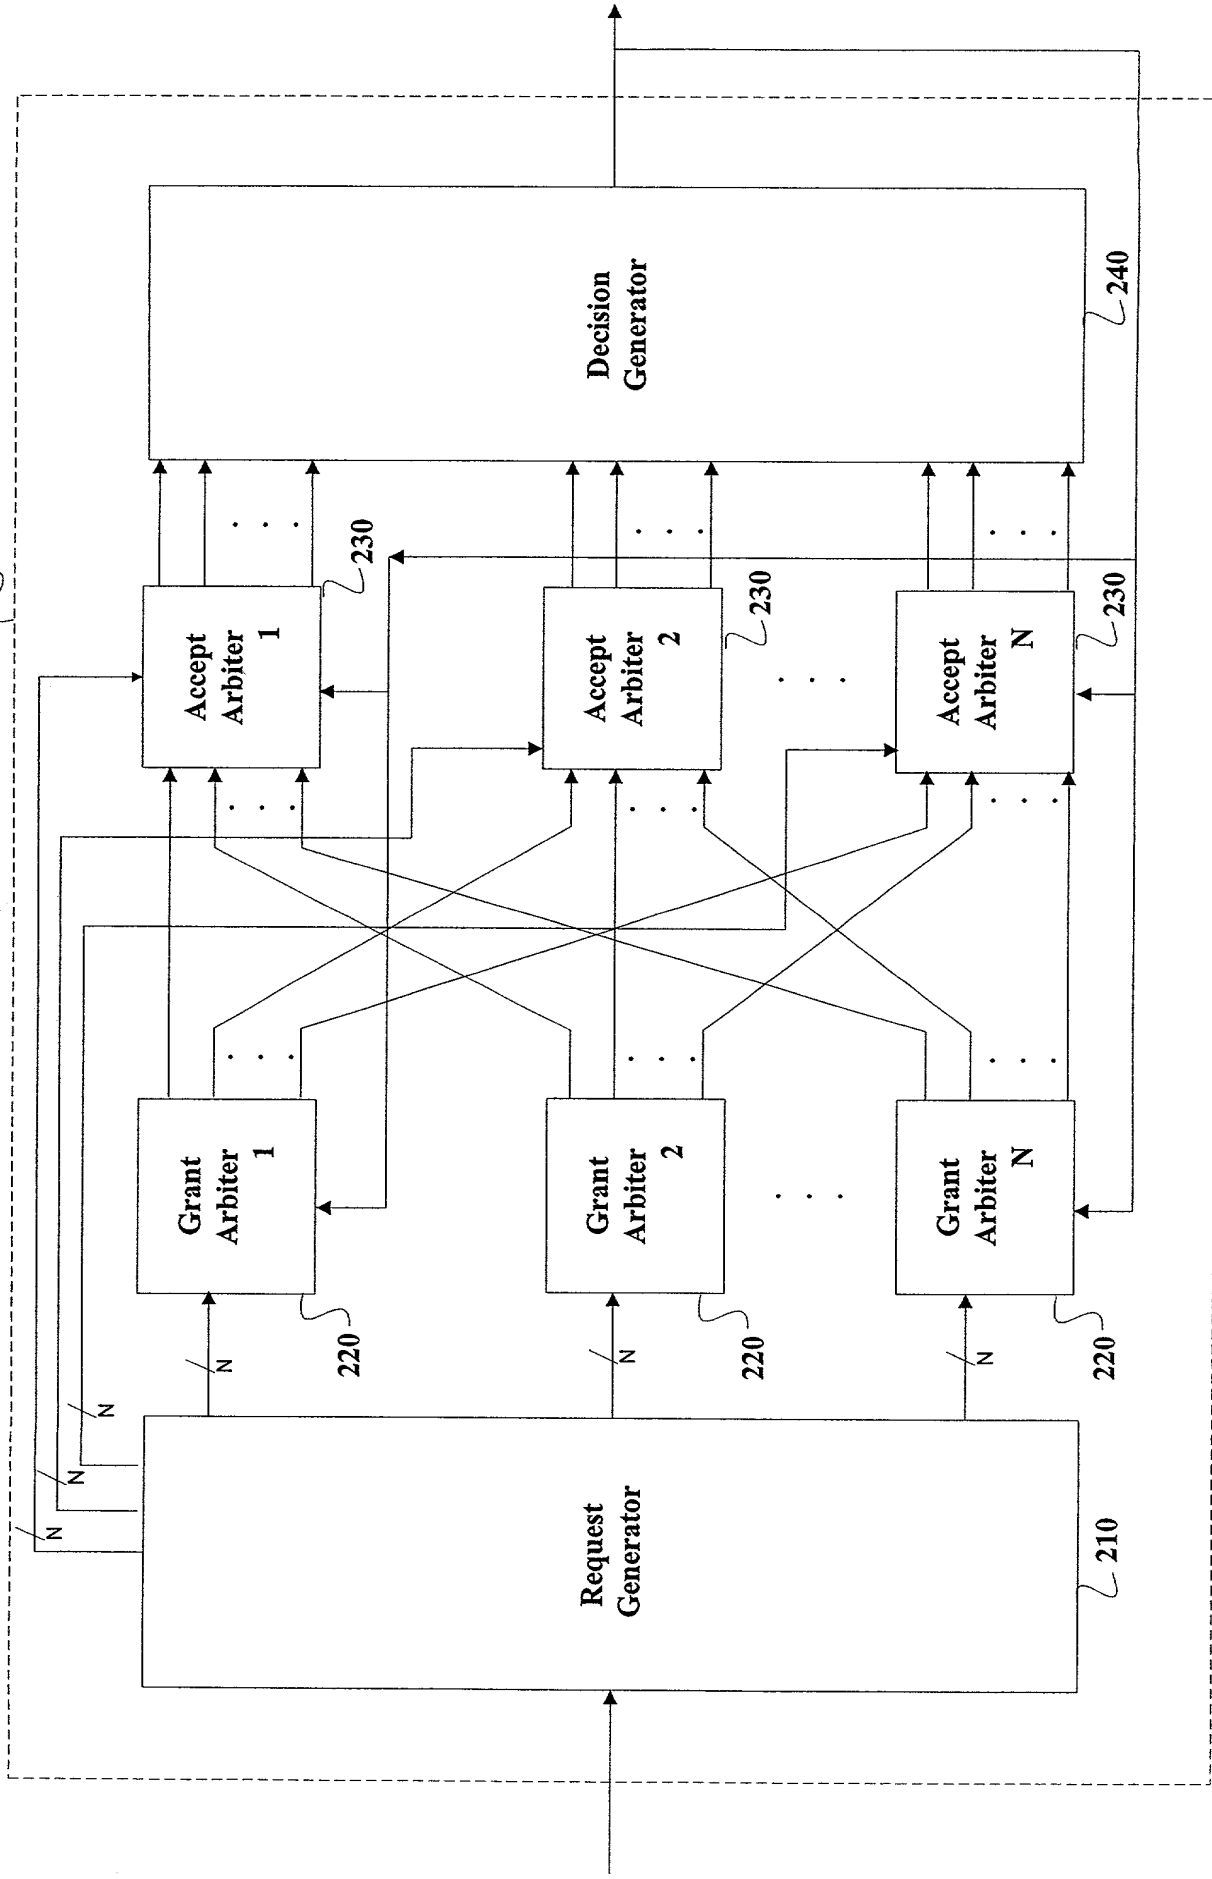 Request
Generator
210
N
N
N
N
N
N
Grant
Arbiter
1
220
Grant
Arbiter
2
220
. . .
Grant
Arbiter
N
220
Accept
Arbiter
1
230
Accept
Arbiter
2
230
. . .
Accept
Arbiter
N
230
Decision
Generator
240